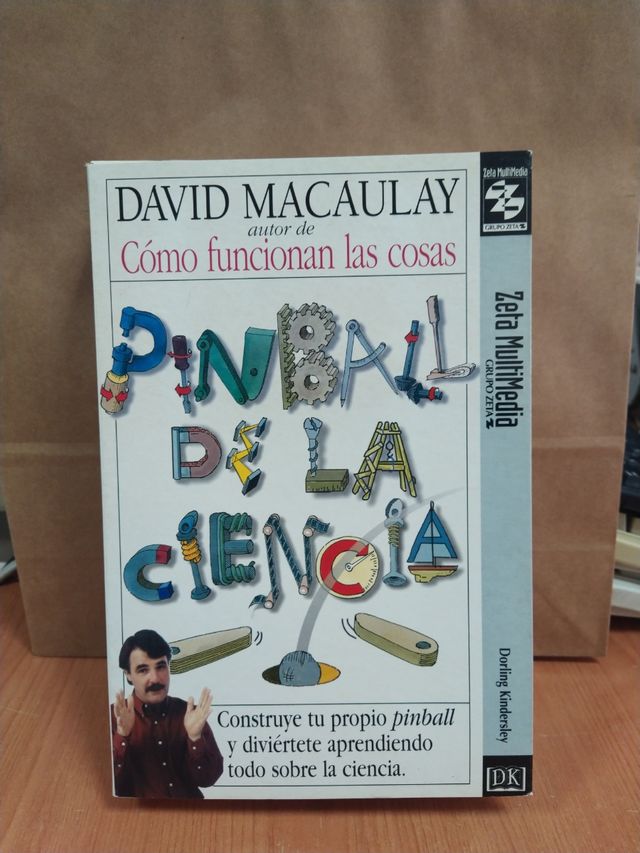 DAVID MACAULAY
autor de
Cómo funcionan las cosas
PINBALL
DE LA
CIENCIA
Construye tu propio pinball
y diviértete aprendiendo
todo sobre la ciencia.
Zeta MultiMedia
GRUPO ZETA
Zeta MultiMedia
GRUPO ZETA
Dorling Kindersley
DK